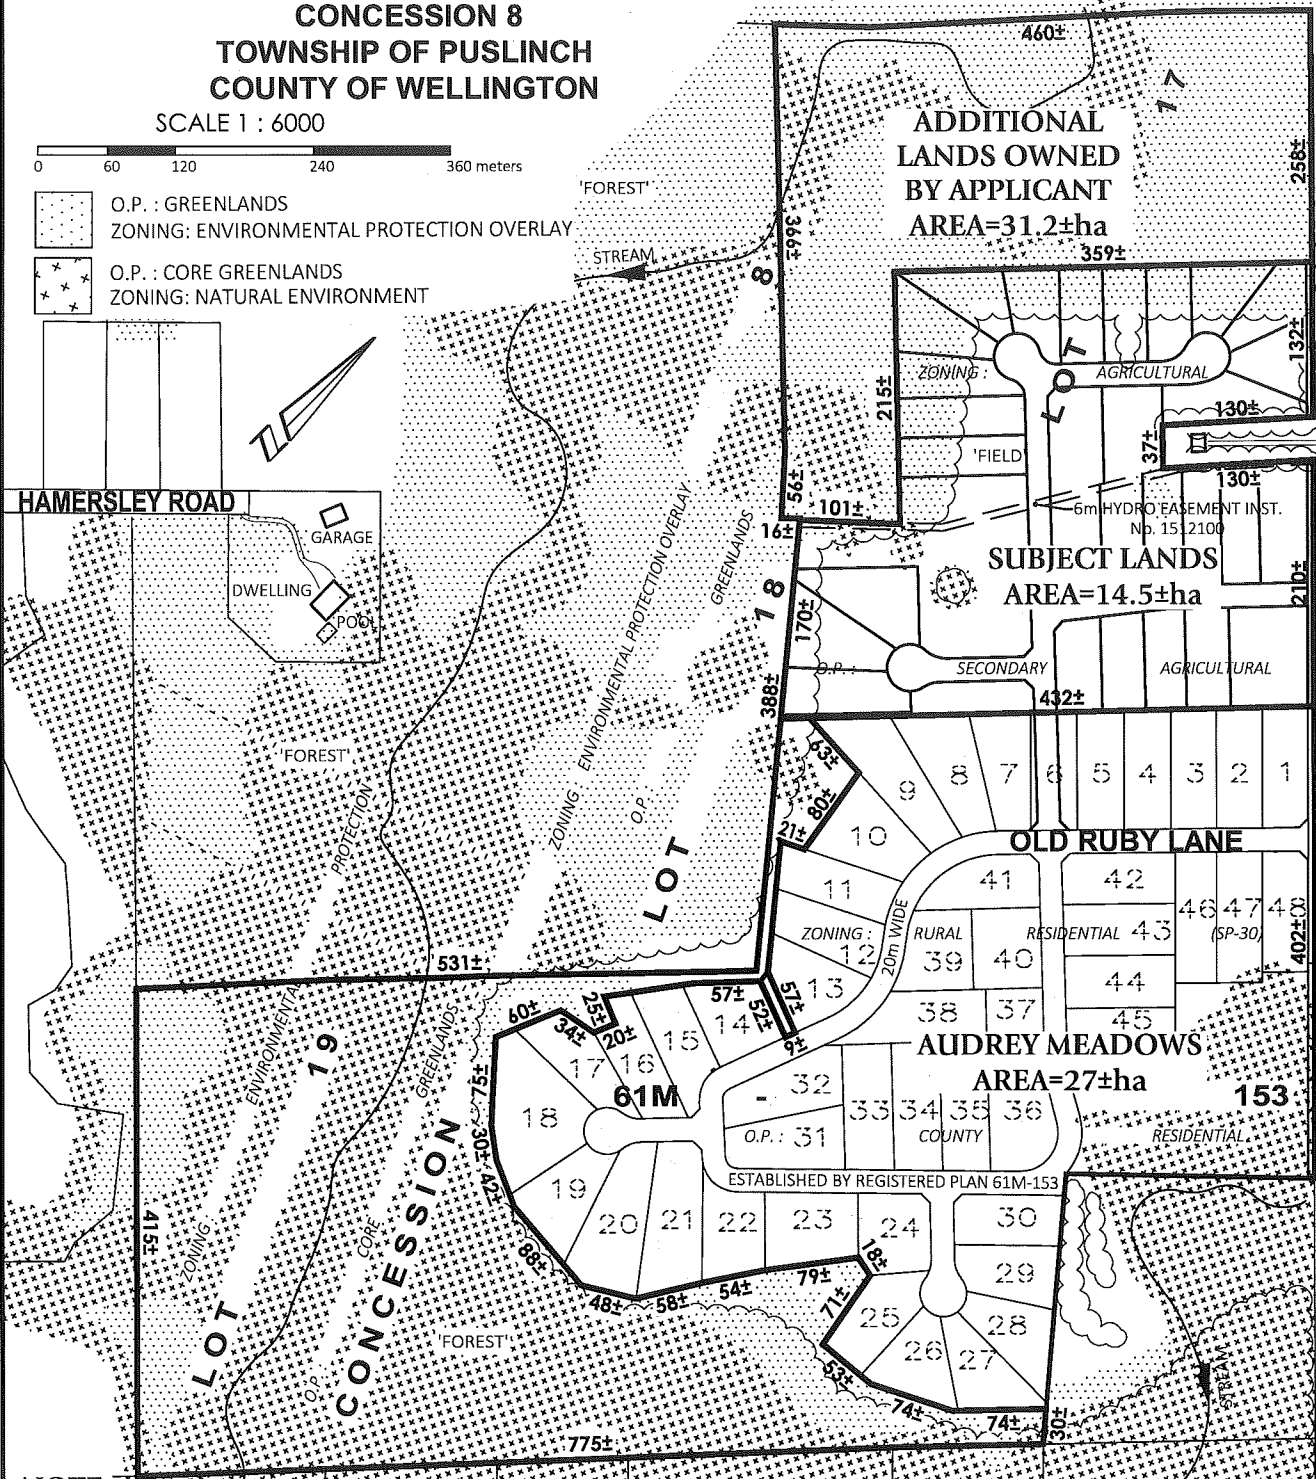 CONCESSION 8
TOWNSHIP OF PUSLINCH
COUNTY OF WELLINGTON
SCALE 1 : 6000
0 60 120 240 360 meters
O.P. : GREENLANDS
ZONING: ENVIRONMENTAL PROTECTION OVERLAY
O.P. : CORE GREENLANDS
ZONING: NATURAL ENVIRONMENT
460±
17
ADDITIONAL
LANDS OWNED
BY APPLICANT
AREA=31.2±ha
258±
'FOREST'
366±
STREAM
8
359±
132±
ZONING : AGRICULTURAL
LOT
215±
130±
37±
'FIELD'
130±
HAMERSLEY ROAD
GARAGE
DWELLING
POOL
56±
101±
16±
6m HYDRO EASEMENT INST.
No. 1512100
SUBJECT LANDS
AREA=14.5±ha
210±
18
170±
O.P. : SECONDARY AGRICULTURAL
388±
432±
ZONING ENVIRONMENTAL PROTECTION OVERLAY
O.P. GREENLANDS
LOT
'FOREST'
63±
80±
21±
9 8 7 6 5 4 3 2 1
10
OLD RUBY LANE
11 41 42
46 47 48
ZONING : RURAL RESIDENTIAL (SP-30)
12 39 40 43
20m WIDE
402±
13
44
38 37 45
531±
57±
57±
52±
9±
60±
34±
25±
20±
14
15
16
17
AUDREY MEADOWS
AREA=27±ha
61M - 153
32
33 34 35 36
O.P. : 31 COUNTY RESIDENTIAL
ESTABLISHED BY REGISTERED PLAN 61M-153
75±
30±
42±
88±
48±
58±
54±
79±
18±
71±
53±
74±
74±
30±
18
19
20 21 22 23 24
30
29
25 26 27 28
STREAM
ZONING ENVIRONMENTAL PROTECTION
O.P. CORE GREENLANDS
LOT 19
CONCESSION
415±
'FOREST'
775±